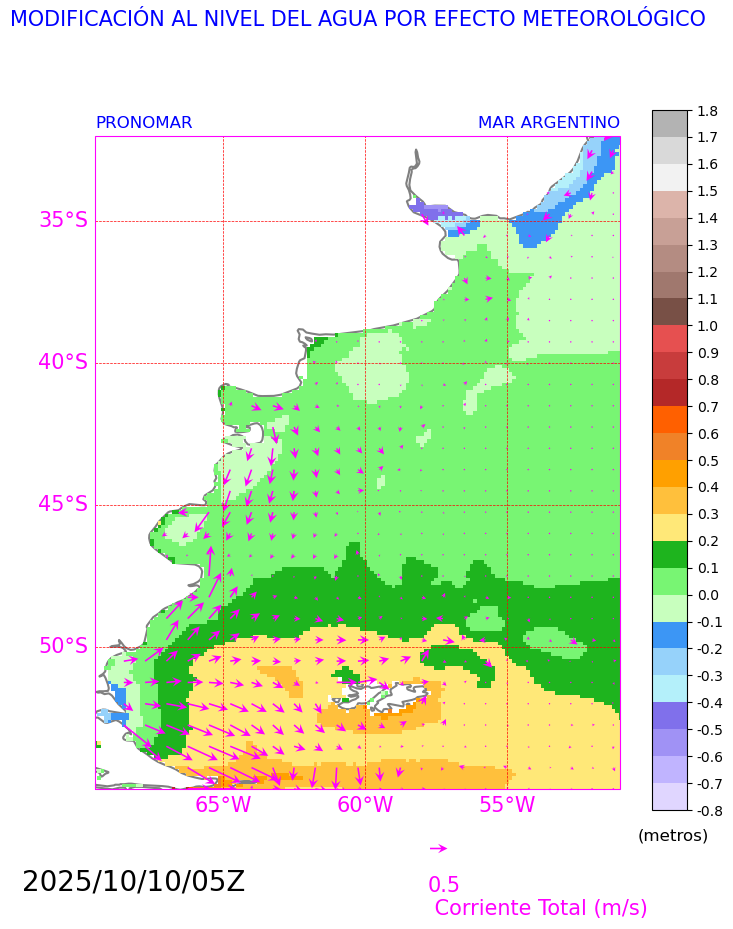 MODIFICACIÓN AL NIVEL DEL AGUA POR EFECTO METEOROLÓGICO
PRONOMAR
MAR ARGENTINO
35°S
40°S
45°S
50°S
65°W
60°W
55°W
1.8
1.7
1.6
1.5
1.4
1.3
1.2
1.1
1.0
0.9
0.8
0.7
0.6
0.5
0.4
0.3
0.2
0.1
0.0
-0.1
-0.2
-0.3
-0.4
-0.5
-0.6
-0.7
-0.8
(metros)
2025/10/10/05Z
0.5
Corriente Total (m/s)